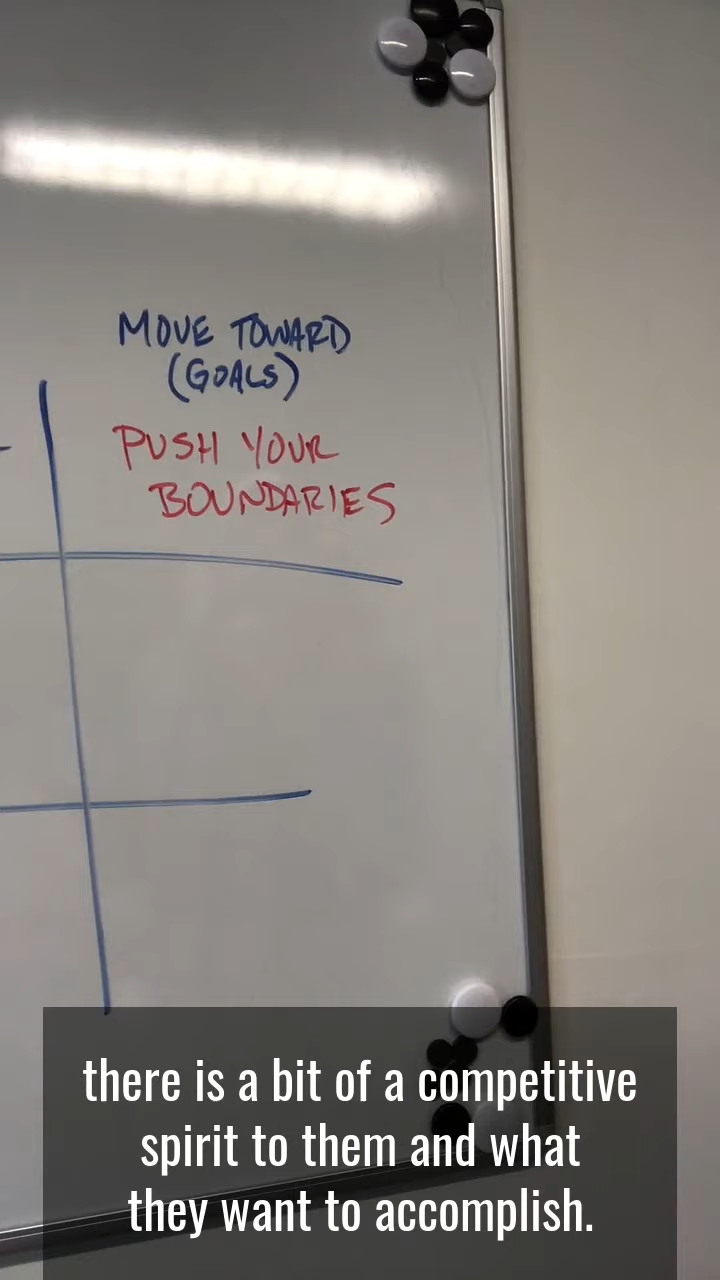 MOVE TOWARD
(GOALS)
PUSH YOUR
BOUNDARIES
there is a bit of a competitive
spirit to them and what
they want to accomplish.